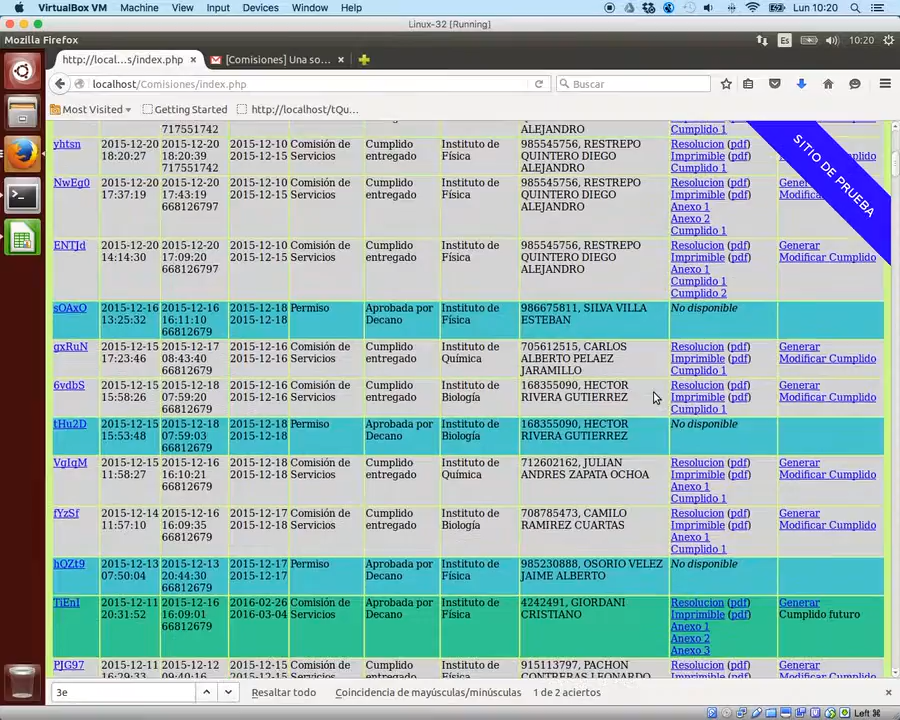 VirtualBox VM Machine View Input Devices Window Help Lun 10:20
Linux-32 [Running]
Mozilla Firefox Es 10:20
http://local...s/index.php × [Comisiones] Una so... ×
localhost/Comisiones/index.php Buscar
Most Visited Getting Started http://localhost/tQu...
717551742 ALEJANDRO Cumplido 1
yhtsn 2015-12-20 2015-12-20 2015-12-10 Comisión de Cumplido Instituto de 985545756, RESTREPO Resolucion (pdf)
18:20:27 18:20:39 2015-12-15 Servicios entregado Física QUINTERO DIEGO Imprimible (pdf) Cumplido
717551742 ALEJANDRO Cumplido 1
NwEg0 2015-12-20 2015-12-20 2015-12-10 Comisión de Cumplido Instituto de 985545756, RESTREPO Resolucion (pdf) Gener
17:37:19 17:43:19 2015-12-15 Servicios entregado Física QUINTERO DIEGO Imprimible (pdf) Modifica
668126797 ALEJANDRO Anexo 1
Anexo 2
Cumplido 1
SITIO DE PRUEBA
ENTJd 2015-12-20 2015-12-20 2015-12-10 Comisión de Cumplido Instituto de 985545756, RESTREPO Resolucion (pdf) Generar
14:14:30 17:09:20 2015-12-15 Servicios entregado Física QUINTERO DIEGO Imprimible (pdf) Modificar Cumplido
668126797 ALEJANDRO Anexo 1
Cumplido 1
Cumplido 2
sOAxO 2015-12-16 2015-12-16 2015-12-18 Permiso Aprobada por Instituto de 986675811, SILVA VILLA No disponible
13:25:32 16:11:10 2015-12-18 Decano Física ESTEBAN
66812679
gxRuN 2015-12-15 2015-12-17 2015-12-16 Comisión de Cumplido Instituto de 705612515, CARLOS Resolucion (pdf) Generar
17:23:46 08:43:40 2015-12-16 Servicios entregado Química ALBERTO PELAEZ Imprimible (pdf) Modificar Cumplido
66812679 JARAMILLO Cumplido 1
6vdbS 2015-12-15 2015-12-18 2015-12-16 Comisión de Cumplido Instituto de 168355090, HECTOR Resolucion (pdf) Generar
15:58:26 07:59:20 2015-12-16 Servicios entregado Biología RIVERA GUTIERREZ Imprimible (pdf) Modificar Cumplido
66812679 Cumplido 1
tHu2D 2015-12-15 2015-12-18 2015-12-18 Permiso Aprobada por Instituto de 168355090, HECTOR No disponible
15:53:48 07:59:03 2015-12-18 Decano Biología RIVERA GUTIERREZ
66812679
VgIqM 2015-12-15 2015-12-16 2015-12-18 Comisión de Cumplido Instituto de 712602162, JULIAN Resolucion (pdf) Generar
11:58:27 16:10:21 2015-12-18 Servicios entregado Química ANDRES ZAPATA OCHOA Imprimible (pdf) Modificar Cumplido
66812679 Anexo 1
Cumplido 1
fYzSf 2015-12-14 2015-12-16 2015-12-17 Comisión de Cumplido Instituto de 708785473, CAMILO Resolucion (pdf) Generar
11:57:10 16:09:35 2015-12-18 Servicios entregado Biología RAMIREZ CUARTAS Imprimible (pdf) Modificar Cumplido
66812679 Anexo 1
Cumplido 1
hQZt9 2015-12-13 2015-12-13 2015-12-17 Permiso Aprobada por Instituto de 985230888, OSORIO VELEZ No disponible
07:50:04 20:44:30 2015-12-17 Decano Física JAIME ALBERTO
66812679
TiEnI 2015-12-11 2015-12-16 2016-02-26 Comisión de Aprobada por Instituto de 4242491, GIORDANI Resolucion (pdf) Generar
20:31:52 16:09:01 2016-03-04 Servicios Decano Física CRISTIANO Imprimible (pdf) Cumplido futuro
66812679 Anexo 1
Anexo 2
Anexo 3
PJG97 2015-12-11 2015-12-12 2015-12-15 Comisión de Cumplido Instituto de 915113797, PACHON Resolucion (pdf) Generar
16:29:33 09:40:16 2015-12-15 Servicios entregado Física CONTRERAS LEONARDO Imprimible (pdf) Modificar Cumplido
3e Resaltar todo Coincidencia de mayúsculas/minúsculas 1 de 2 aciertos
Left ⌘